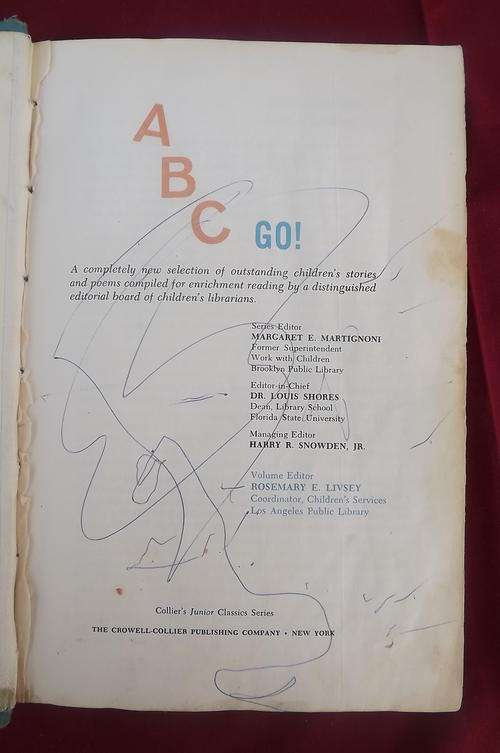 A
B
C GO!
A completely new selection of outstanding children's stories
and poems compiled for enrichment reading by a distinguished
editorial board of children's librarians.
Series Editor
MARGARET E. MARTIGNONI
Former Superintendent
Work with Children
Brooklyn Public Library
Editor-in-Chief
DR. LOUIS SHORES
Dean, Library School
Florida State University
Managing Editor
HARRY R. SNOWDEN, JR.
Volume Editor
ROSEMARY E. LIVSEY
Coordinator, Children's Services
Los Angeles Public Library
Collier's Junior Classics Series
THE CROWELL-COLLIER PUBLISHING COMPANY • NEW YORK